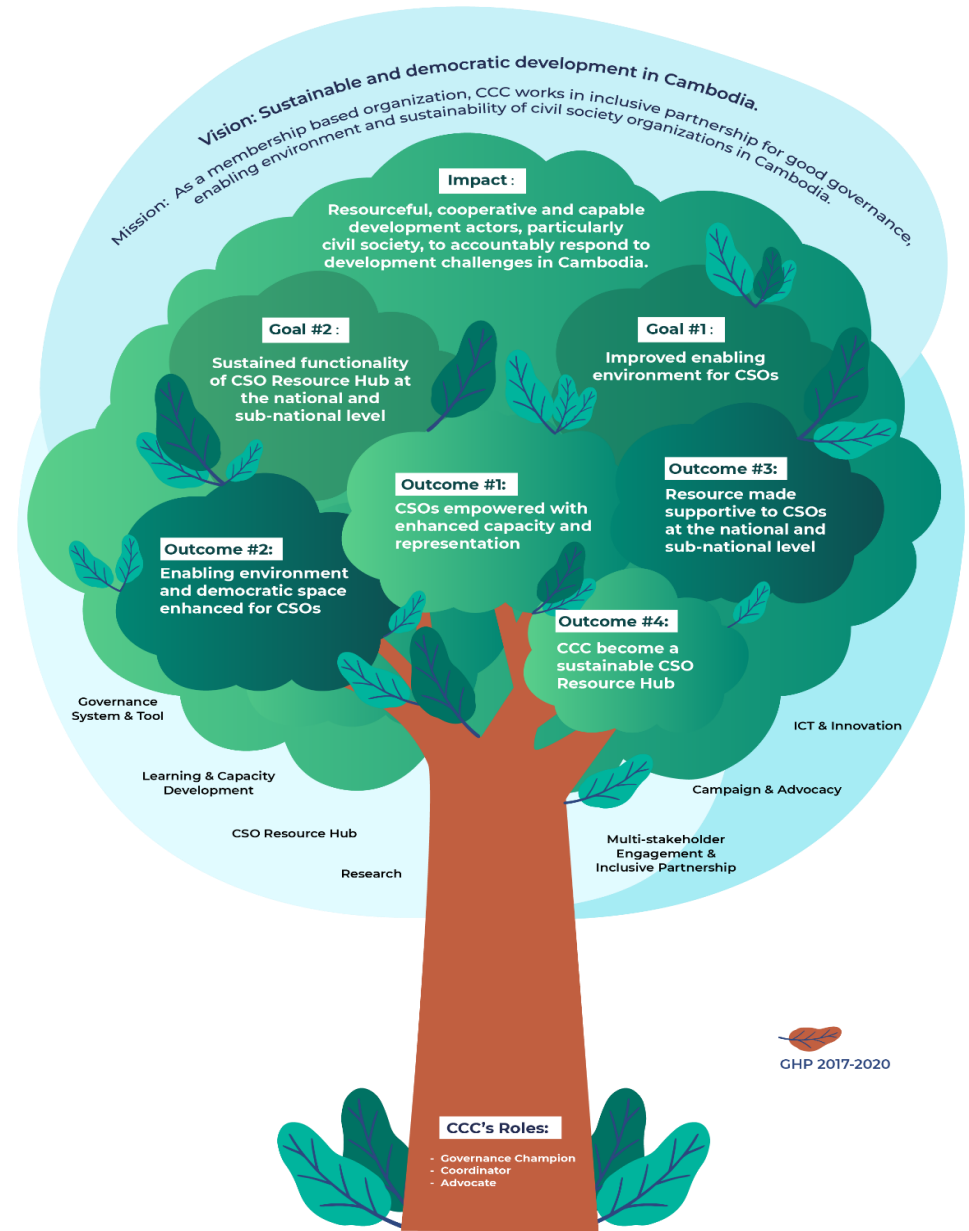 Vision: Sustainable and democratic development in Cambodia.
Mission: As a membership based organization, CCC works in inclusive partnership for good governance,
enabling environment and sustainability of civil society organizations in Cambodia.
Impact :
Resourceful, cooperative and capable
development actors, particularly
civil society, to accountably respond to
development challenges in Cambodia.
Goal #2 :
Sustained functionality
of CSO Resource Hub at
the national and
sub-national level
Goal #1 :
Improved enabling
environment for CSOs
Outcome #1:
CSOs empowered with
enhanced capacity and
representation
Outcome #3:
Resource made
supportive to CSOs
at the national and
sub-national level
Outcome #2:
Enabling environment
and democratic space
enhanced for CSOs
Outcome #4:
CCC become a
sustainable CSO
Resource Hub
Governance
System & Tool
Learning & Capacity
Development
CSO Resource Hub
Research
ICT & Innovation
Campaign & Advocacy
Multi-stakeholder
Engagement &
Inclusive Partnership
GHP 2017-2020
CCC's Roles:
- Governance Champion
- Coordinator
- Advocate